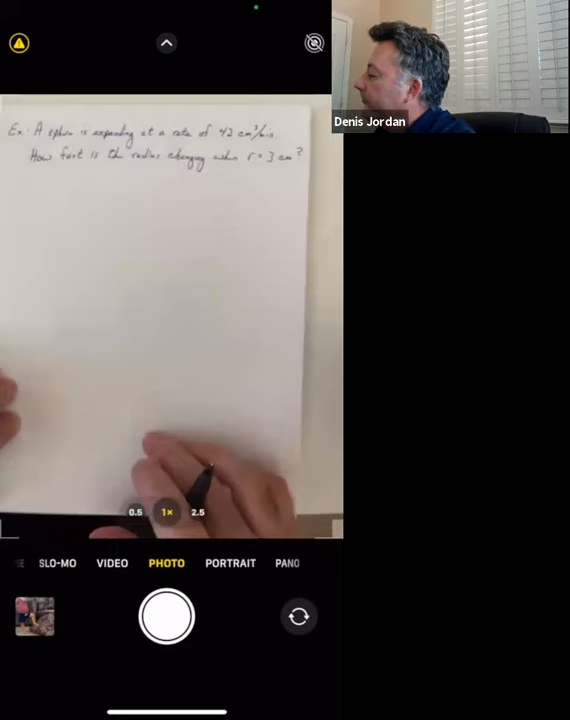 Denis Jordan
Ex: A sphere is expanding at a rate of 42 cm³/min.
How fast is the radius changing when r = 3 cm?
0.5 1× 2.5
SLO-MO VIDEO PHOTO PORTRAIT PANO